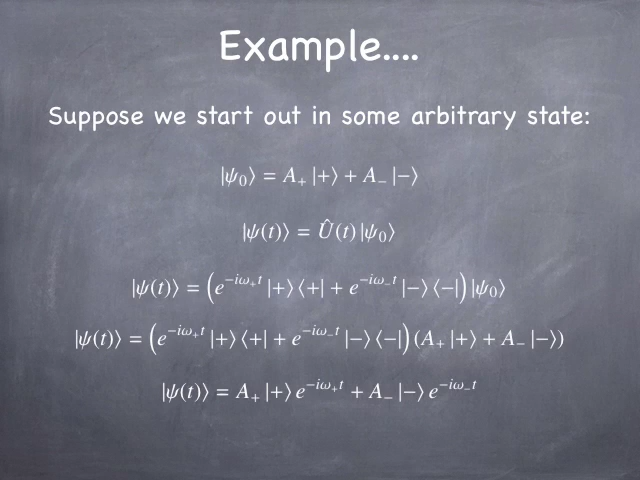 Example....
Suppose we start out in some arbitrary state:
|ψ₀⟩ = A₊ |+⟩ + A₋ |−⟩
|ψ(t)⟩ = Û(t) |ψ₀⟩
|ψ(t)⟩ = (e^{−iω₊t} |+⟩ ⟨+| + e^{−iω₋t} |−⟩ ⟨−|) |ψ₀⟩
|ψ(t)⟩ = (e^{−iω₊t} |+⟩ ⟨+| + e^{−iω₋t} |−⟩ ⟨−|) (A₊ |+⟩ + A₋ |−⟩)
|ψ(t)⟩ = A₊ |+⟩ e^{−iω₊t} + A₋ |−⟩ e^{−iω₋t}